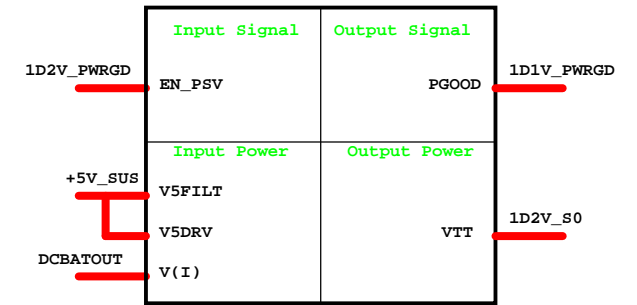 Input Signal Output Signal
1D2V_PWRGD EN_PSV PGOOD 1D1V_PWRGD
Input Power Output Power
+5V_SUS V5FILT
V5DRV VTT 1D2V_S0
DCBATOUT V(I)